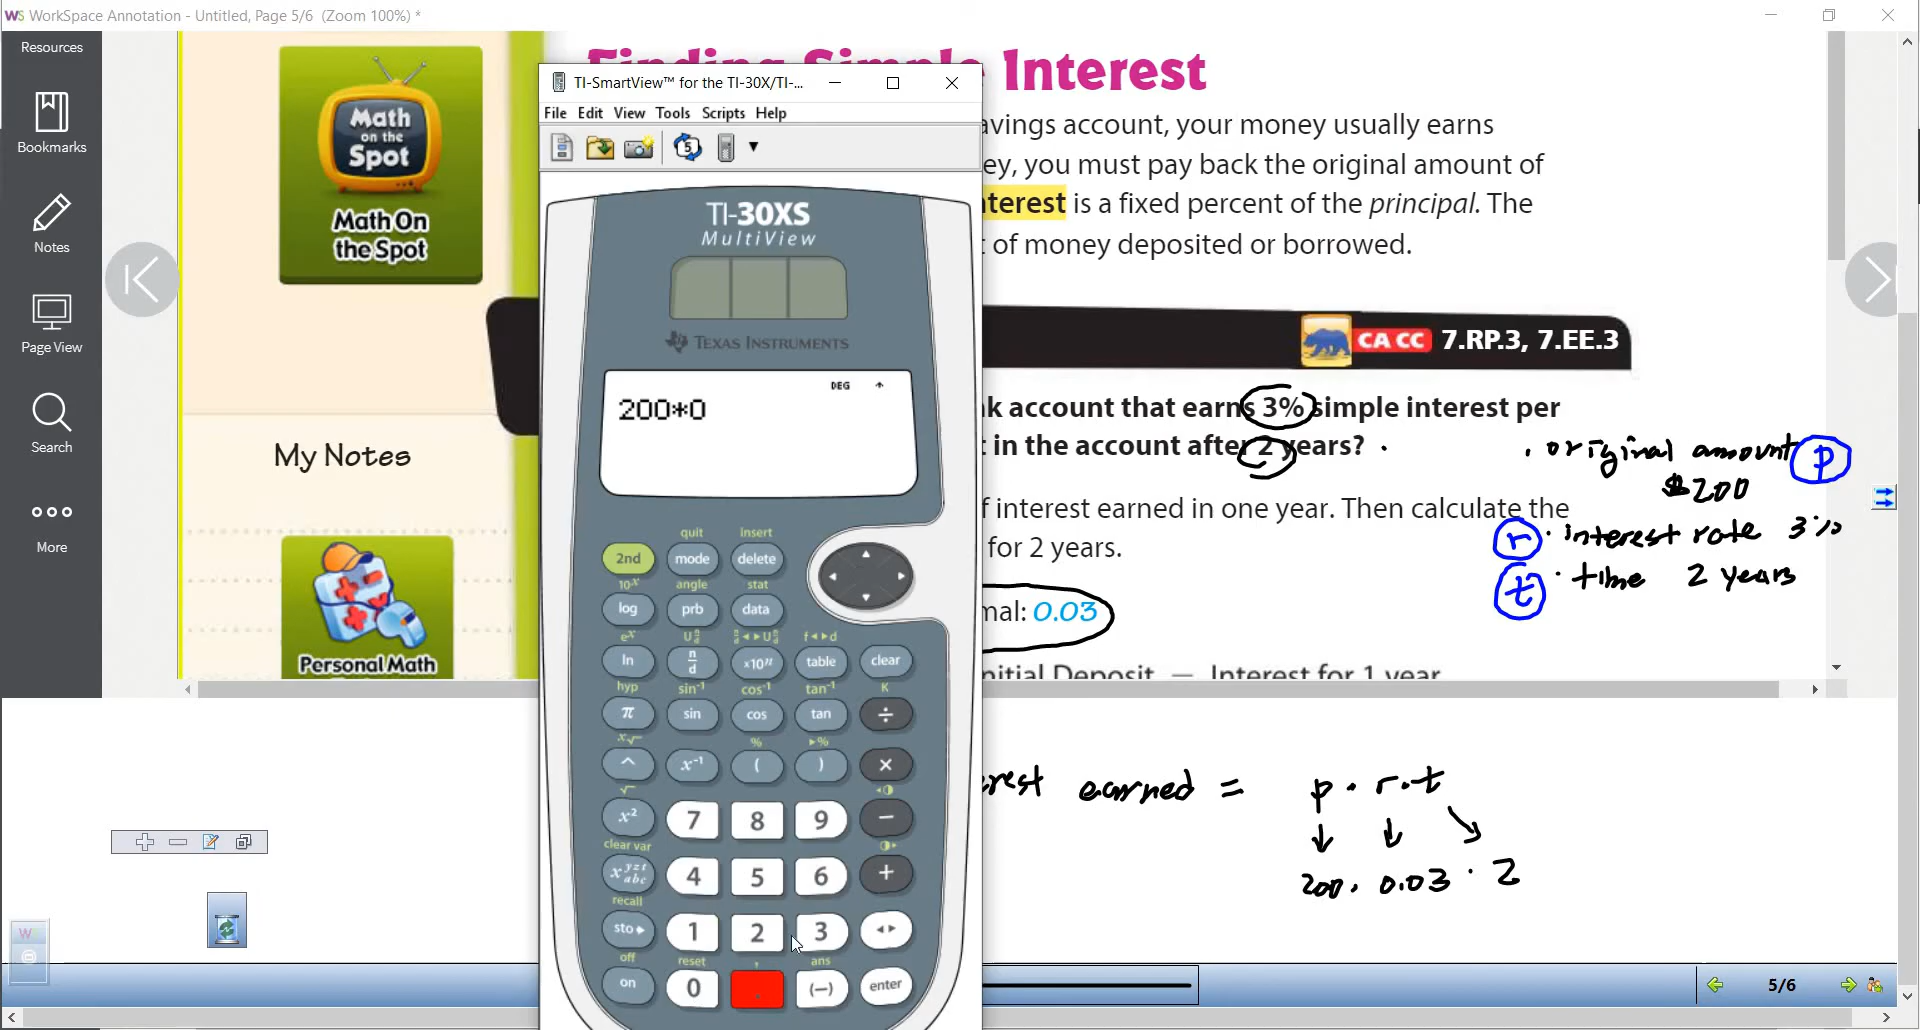 WS WorkSpace Annotation - Untitled, Page 5/6 (Zoom 100%) *
Resources
Bookmarks
Notes
Page View
Search
More
Math
on the
Spot
Math On
the Spot
My Notes
Personal Math
Finding Simple Interest
avings account, your money usually earns
ey, you must pay back the original amount of
nterest is a fixed percent of the principal. The
t of money deposited or borrowed.
CA CC 7.RP.3, 7.EE.3
k account that earns 3% simple interest per
t in the account after 2 years?
f interest earned in one year. Then calculate the
for 2 years.
mal: 0.03
nitial Deposit = Interest for 1 year
. original amount p
$200
r . interest rate 3%
t . time 2 years
erest earned = p . r . t
200 . 0.03 . 2
TI-SmartView™ for the TI-30X/TI-...
File Edit View Tools Scripts Help
5
TI-30XS
MultiView
TEXAS INSTRUMENTS
DEG
200*0
quit insert
2nd mode delete
10ˣ angle stat
log prb data
eˣ U n/d n/d◄►U n/d f◄►d
ln n/d ×10ⁿ table clear
hyp sin⁻¹ cos⁻¹ tan⁻¹ K
π sin cos tan ÷
ˣ√ % ►%
^ x⁻¹ ( ) ×
√
x² 7 8 9 −
clear var
x yzt abc 4 5 6 +
recall
sto► 1 2 3 ◄►
off reset , ans
on 0 . (−) enter
WS
5/6